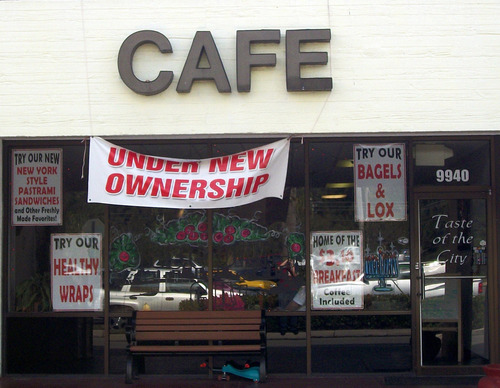 CAFE
UNDER NEW
OWNERSHIP
TRY OUR NEW
NEW YORK
STYLE
PASTRAMI
SANDWICHES
and Other Freshly
Made Favorites!
TRY OUR
BAGELS
&
LOX
9940
TRY OUR
HEALTHY
WRAPS
HOME OF THE
BREAKFAST
Coffee
Included
Taste
of the
City